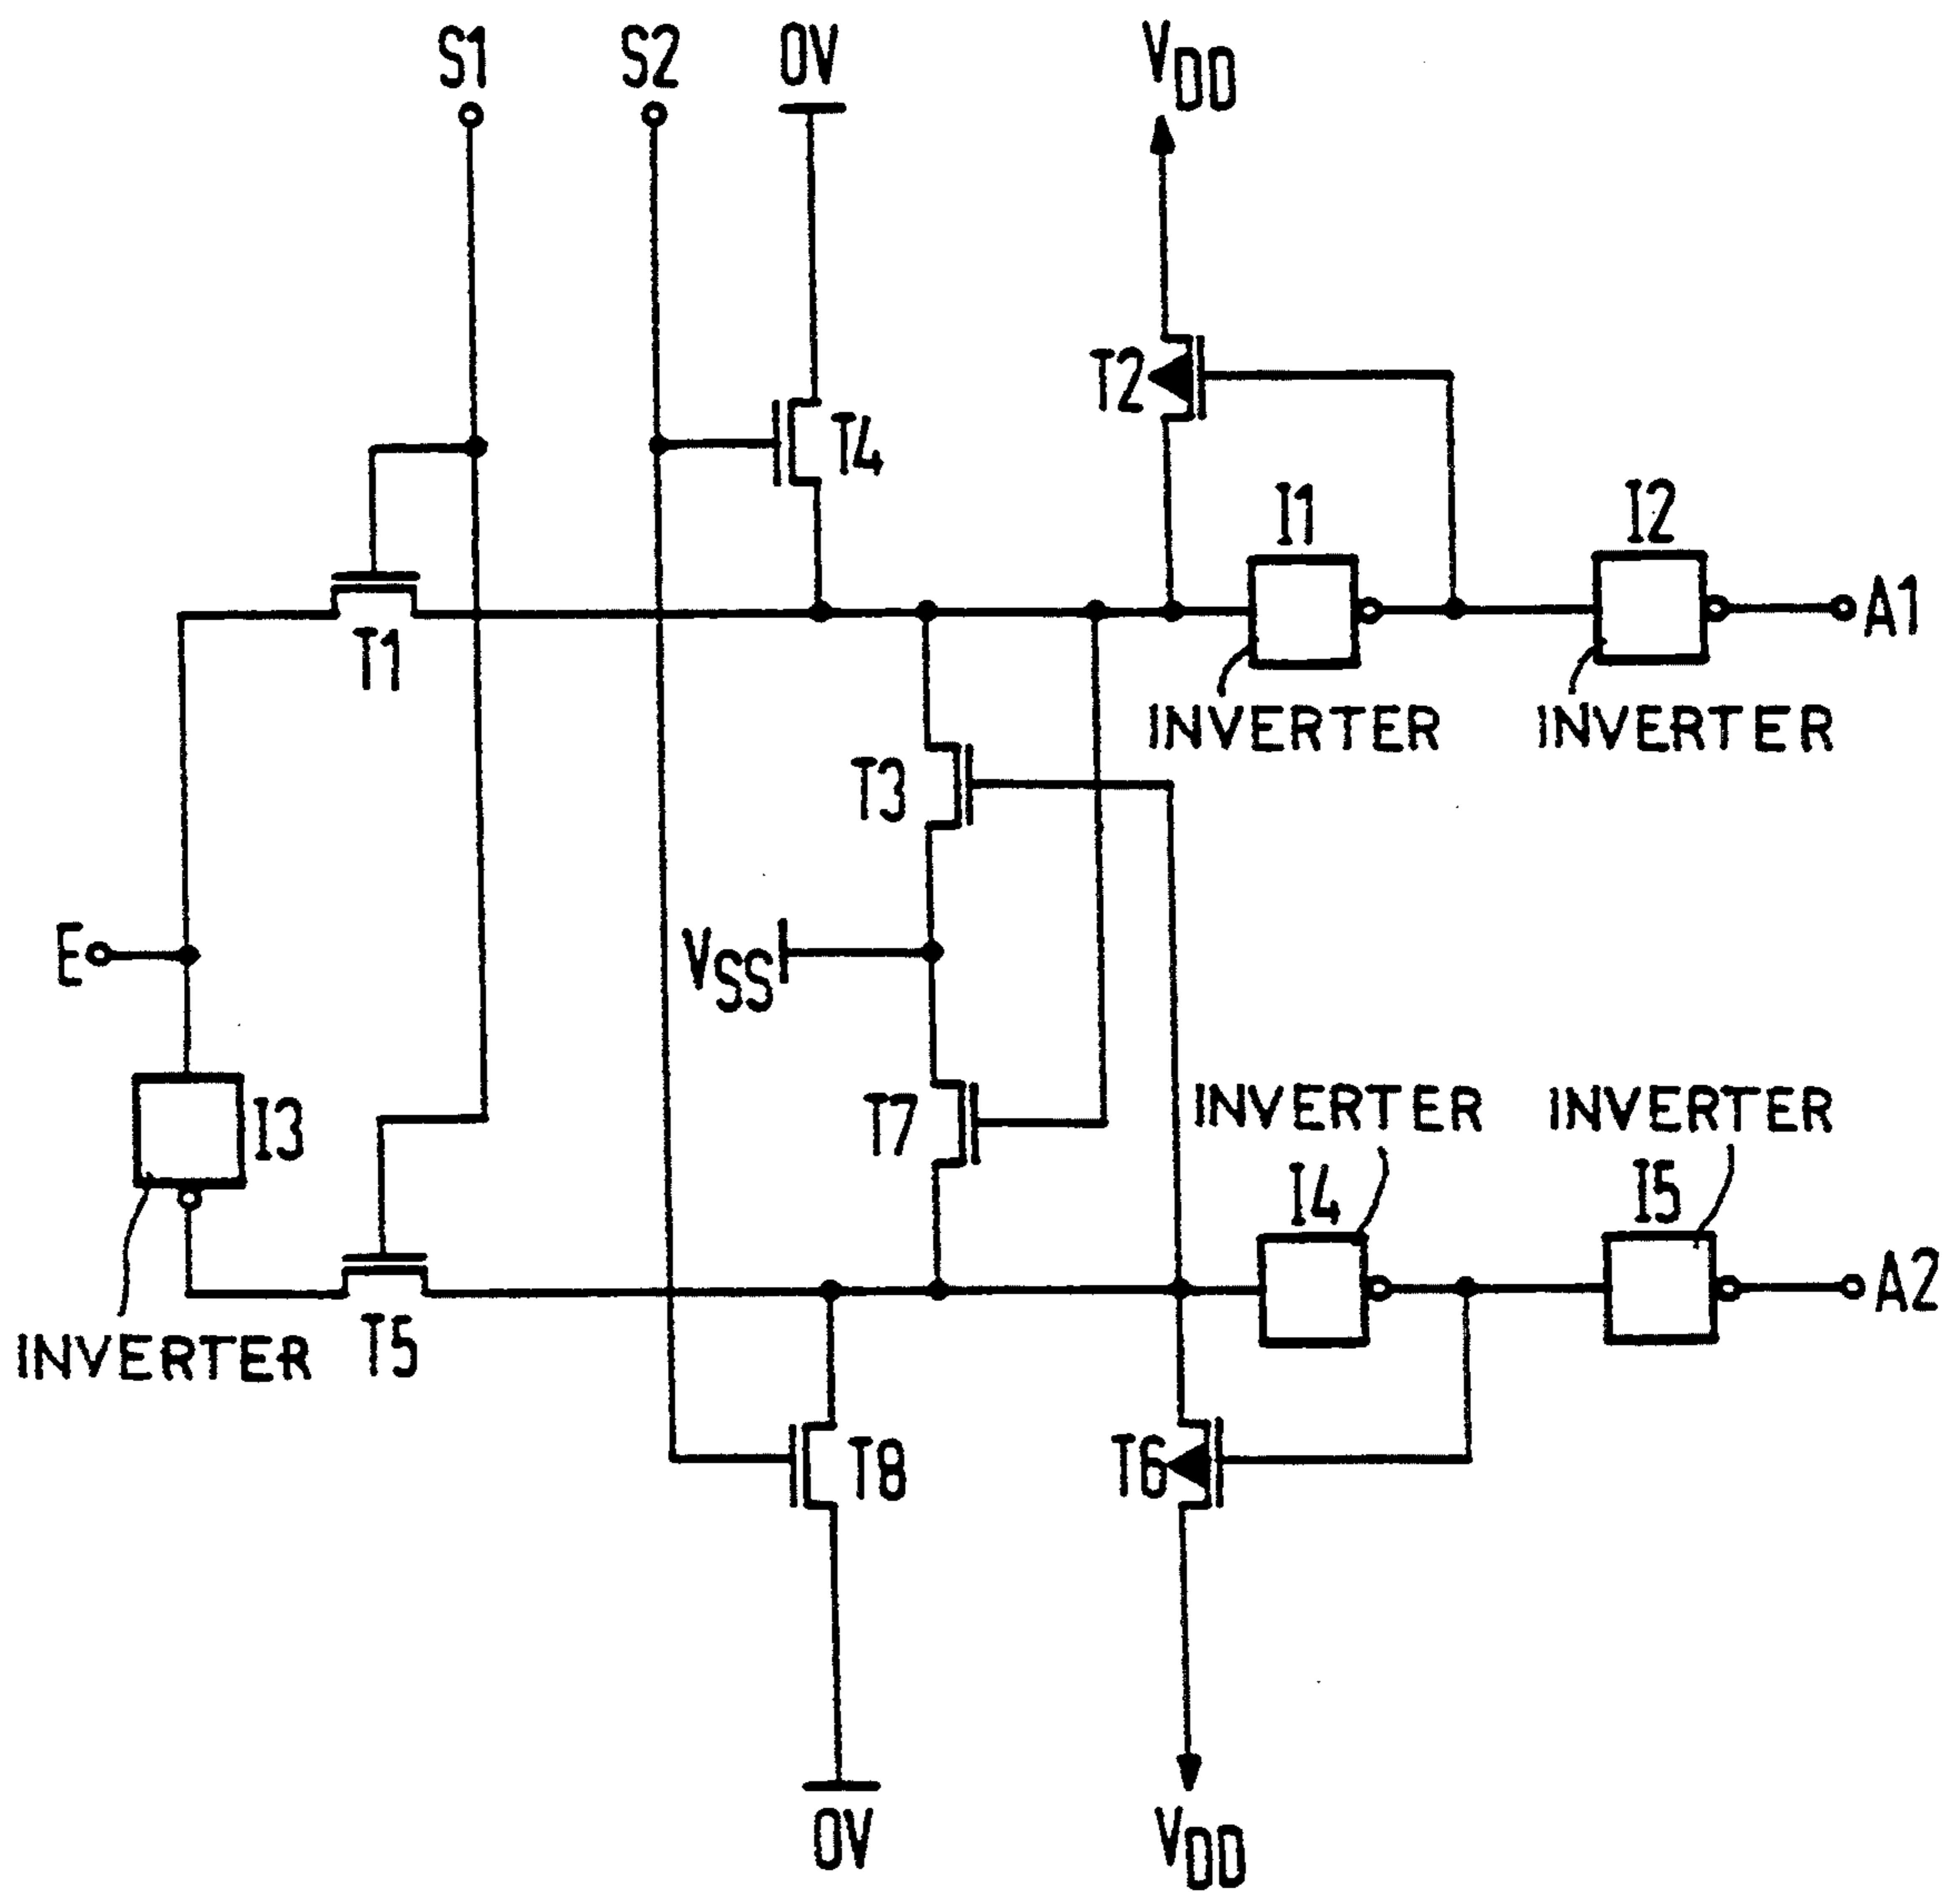 S1
S2
0V
VDD
T2
T4
I1
I2
A1
T1
INVERTER
INVERTER
T3
E
VSS
I3
T7
INVERTER
INVERTER
I4
I5
A2
INVERTER
T5
T8
T6
0V
VDD